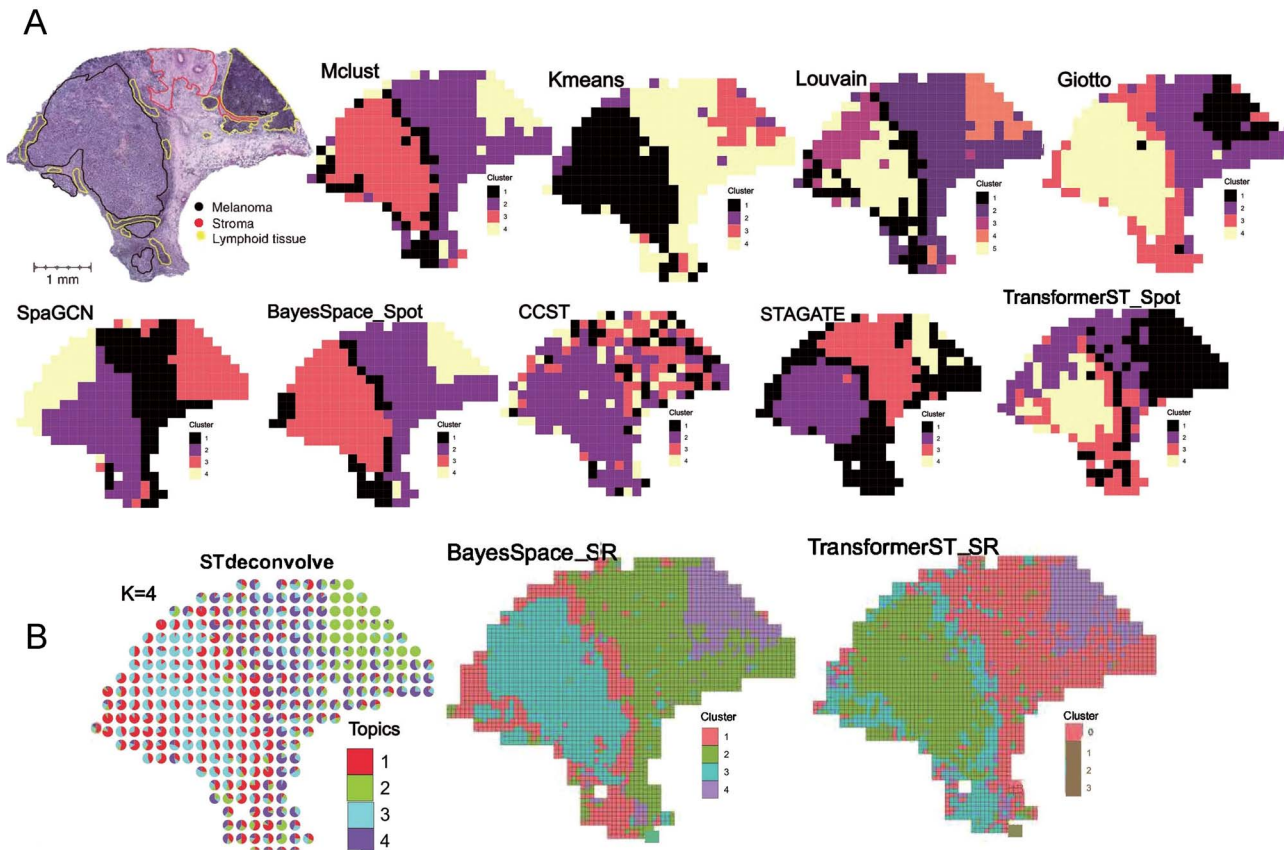 A
Melanoma
Stroma
Lymphoid tissue
1 mm
Mclust
Cluster
1
2
3
4
Kmeans
Cluster
1
2
3
4
Louvain
Cluster
1
2
3
4
5
Giotto
Cluster
1
2
3
4
SpaGCN
Cluster
1
2
3
4
BayesSpace_Spot
Cluster
1
2
3
4
CCST
Cluster
1
2
3
4
STAGATE
Cluster
1
2
3
4
TransformerST_Spot
Cluster
1
2
3
4
B
STdeconvolve
K=4
Topics
1
2
3
4
BayesSpace_SR
Cluster
1
2
3
4
TransformerST_SR
Cluster
0
1
2
3